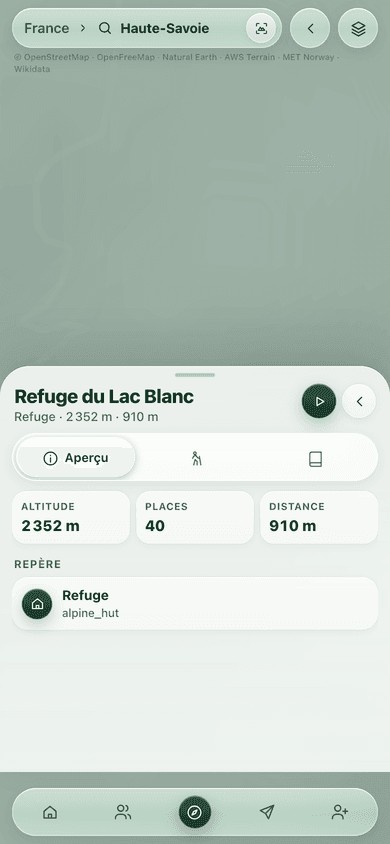 France > Haute-Savoie
© OpenStreetMap · OpenFreeMap · Natural Earth · AWS Terrain · MET Norway ·
Wikidata
Refuge du Lac Blanc
Refuge · 2 352 m · 910 m
Aperçu
ALTITUDE
2 352 m
PLACES
40
DISTANCE
910 m
REPÈRE
Refuge
alpine_hut